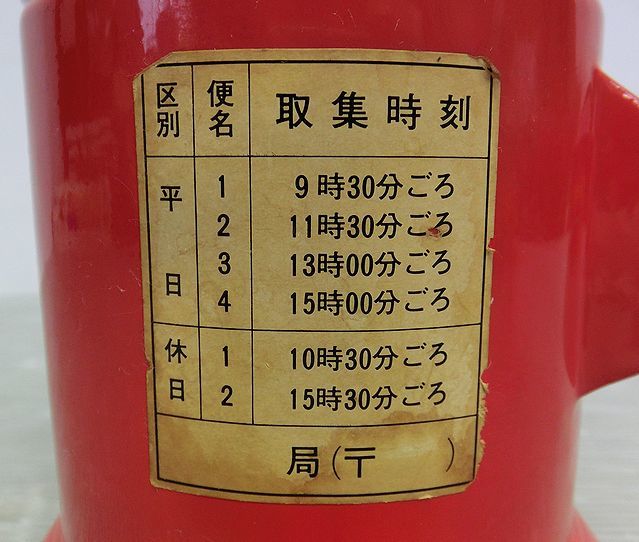 区別 便名 取集時刻
平日 1 9時30分ごろ
2 11時30分ごろ
3 13時00分ごろ
4 15時00分ごろ
休日 1 10時30分ごろ
2 15時30分ごろ
局(〒 )